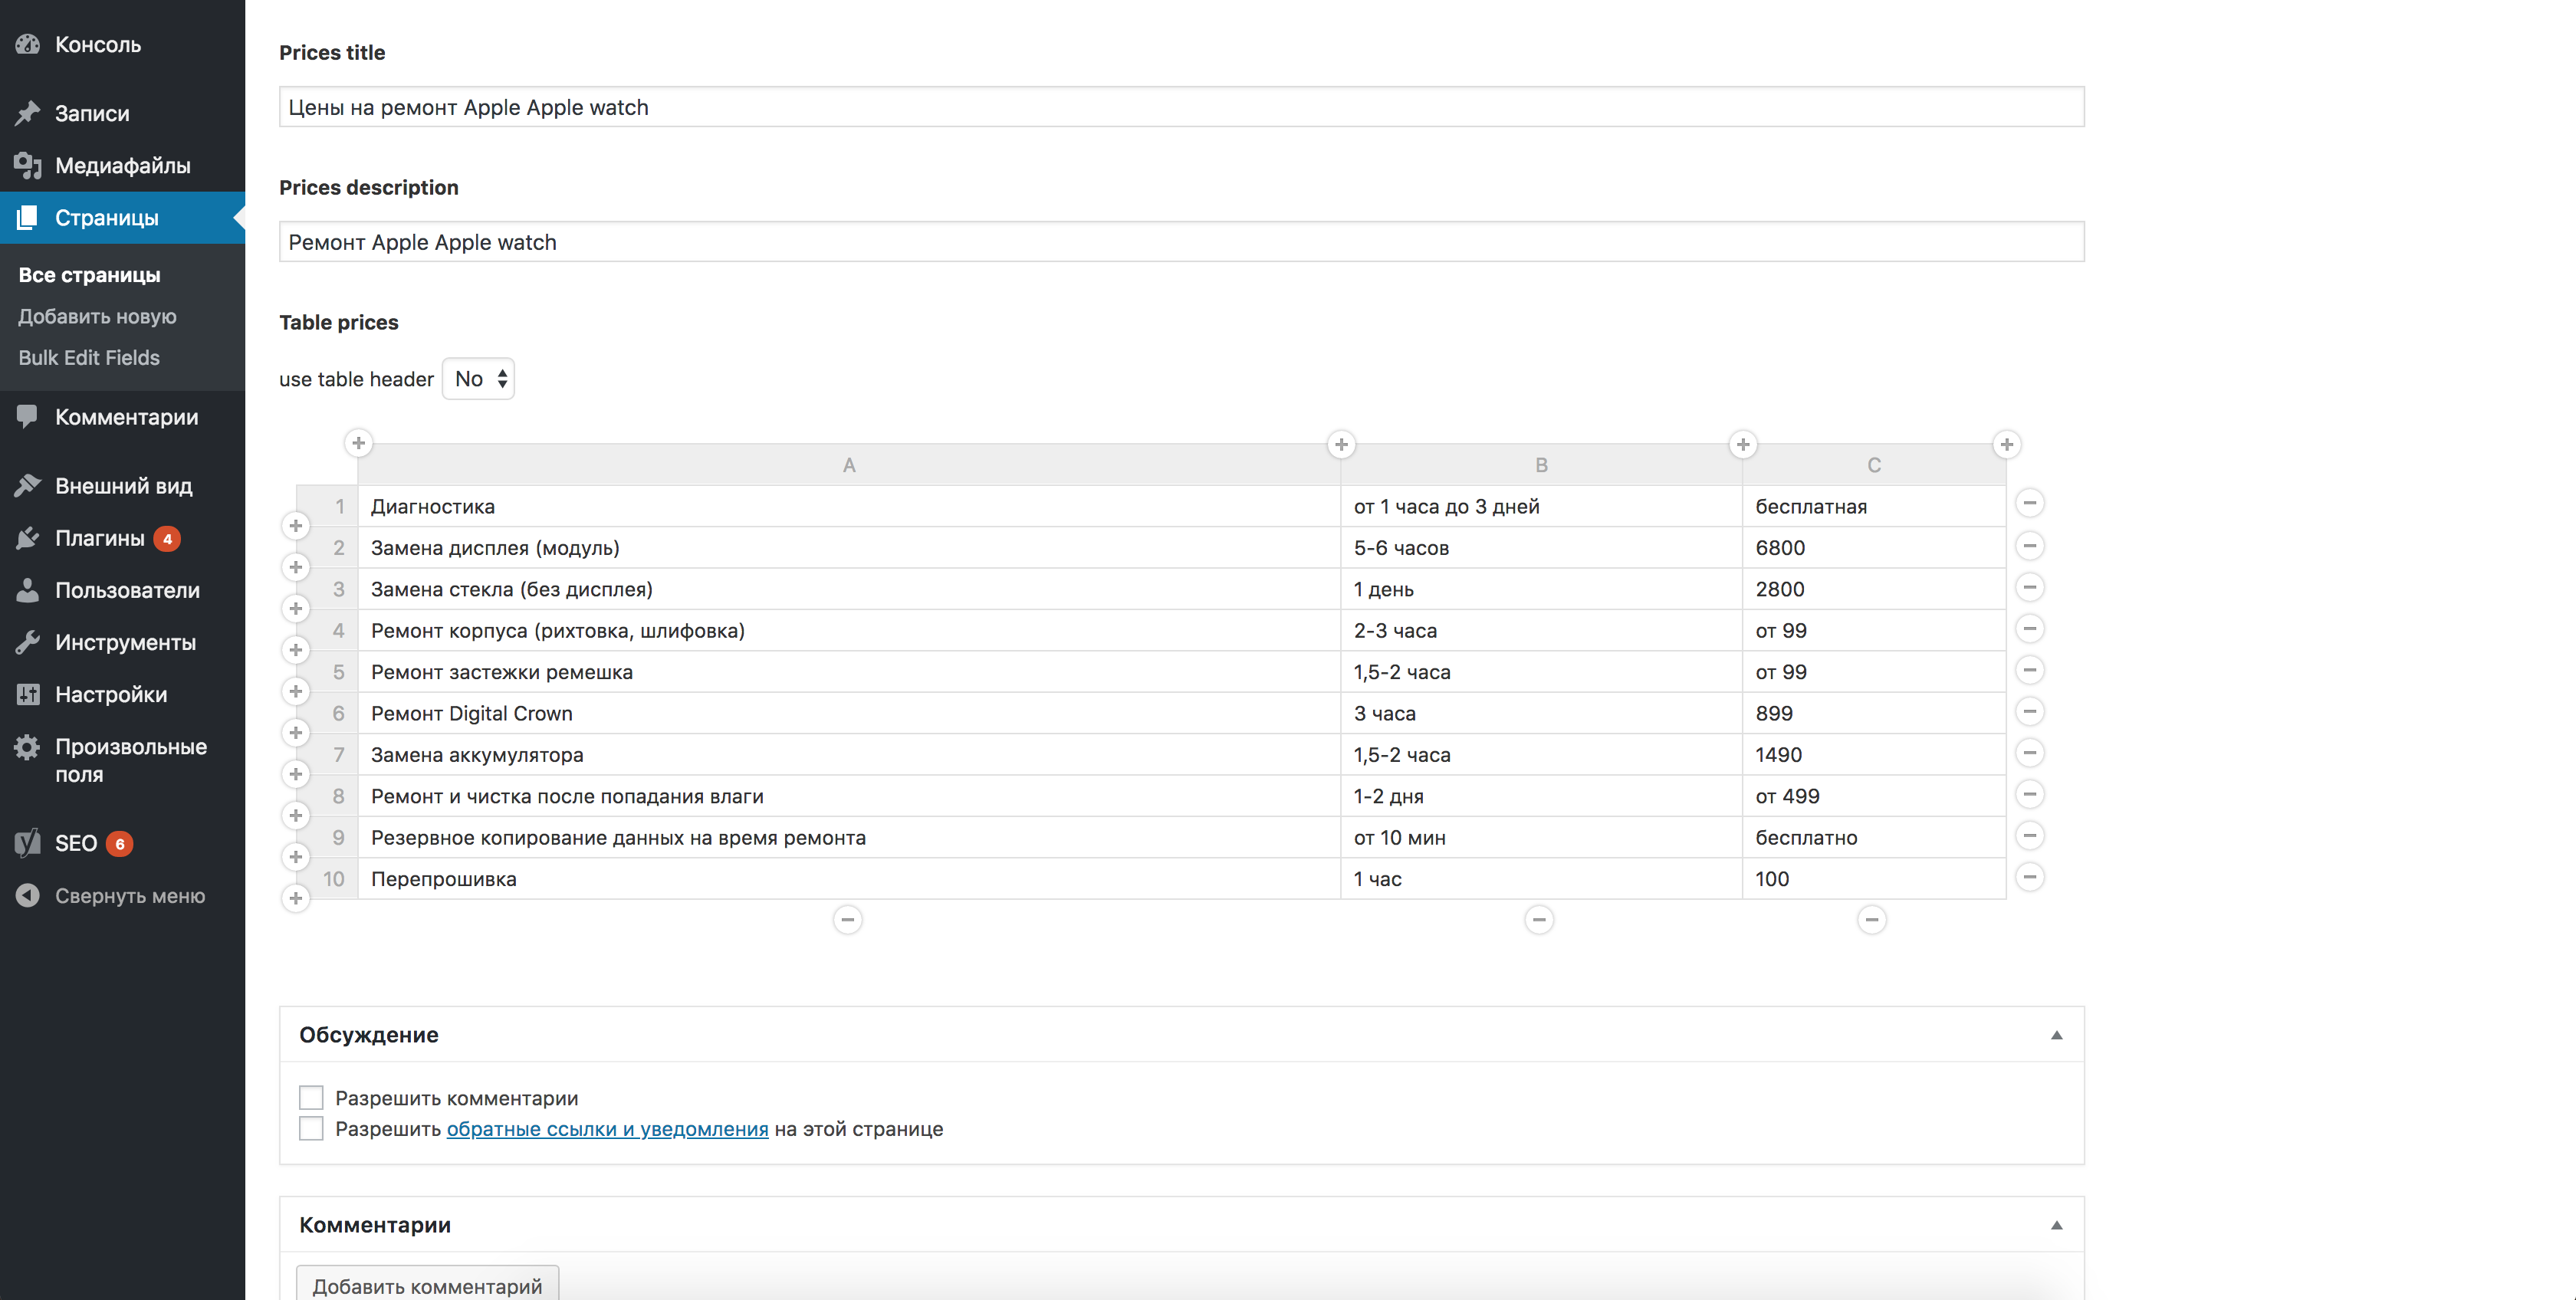 Консоль
Записи
Медиафайлы
Страницы
Все страницы
Добавить новую
Bulk Edit Fields
Комментарии
Внешний вид
Плагины 4
Пользователи
Инструменты
Настройки
Произвольные
поля
SEO 6
Свернуть меню
Prices title
Цены на ремонт Apple Apple watch
Prices description
Ремонт Apple Apple watch
Table prices
use table header No
A B C
1 Диагностика от 1 часа до 3 дней бесплатная
2 Замена дисплея (модуль) 5-6 часов 6800
3 Замена стекла (без дисплея) 1 день 2800
4 Ремонт корпуса (рихтовка, шлифовка) 2-3 часа от 99
5 Ремонт застежки ремешка 1,5-2 часа от 99
6 Ремонт Digital Crown 3 часа 899
7 Замена аккумулятора 1,5-2 часа 1490
8 Ремонт и чистка после попадания влаги 1-2 дня от 499
9 Резервное копирование данных на время ремонта от 10 мин бесплатно
10 Перепрошивка 1 час 100
Обсуждение
Разрешить комментарии
Разрешить обратные ссылки и уведомления на этой странице
Комментарии
Добавить комментарий